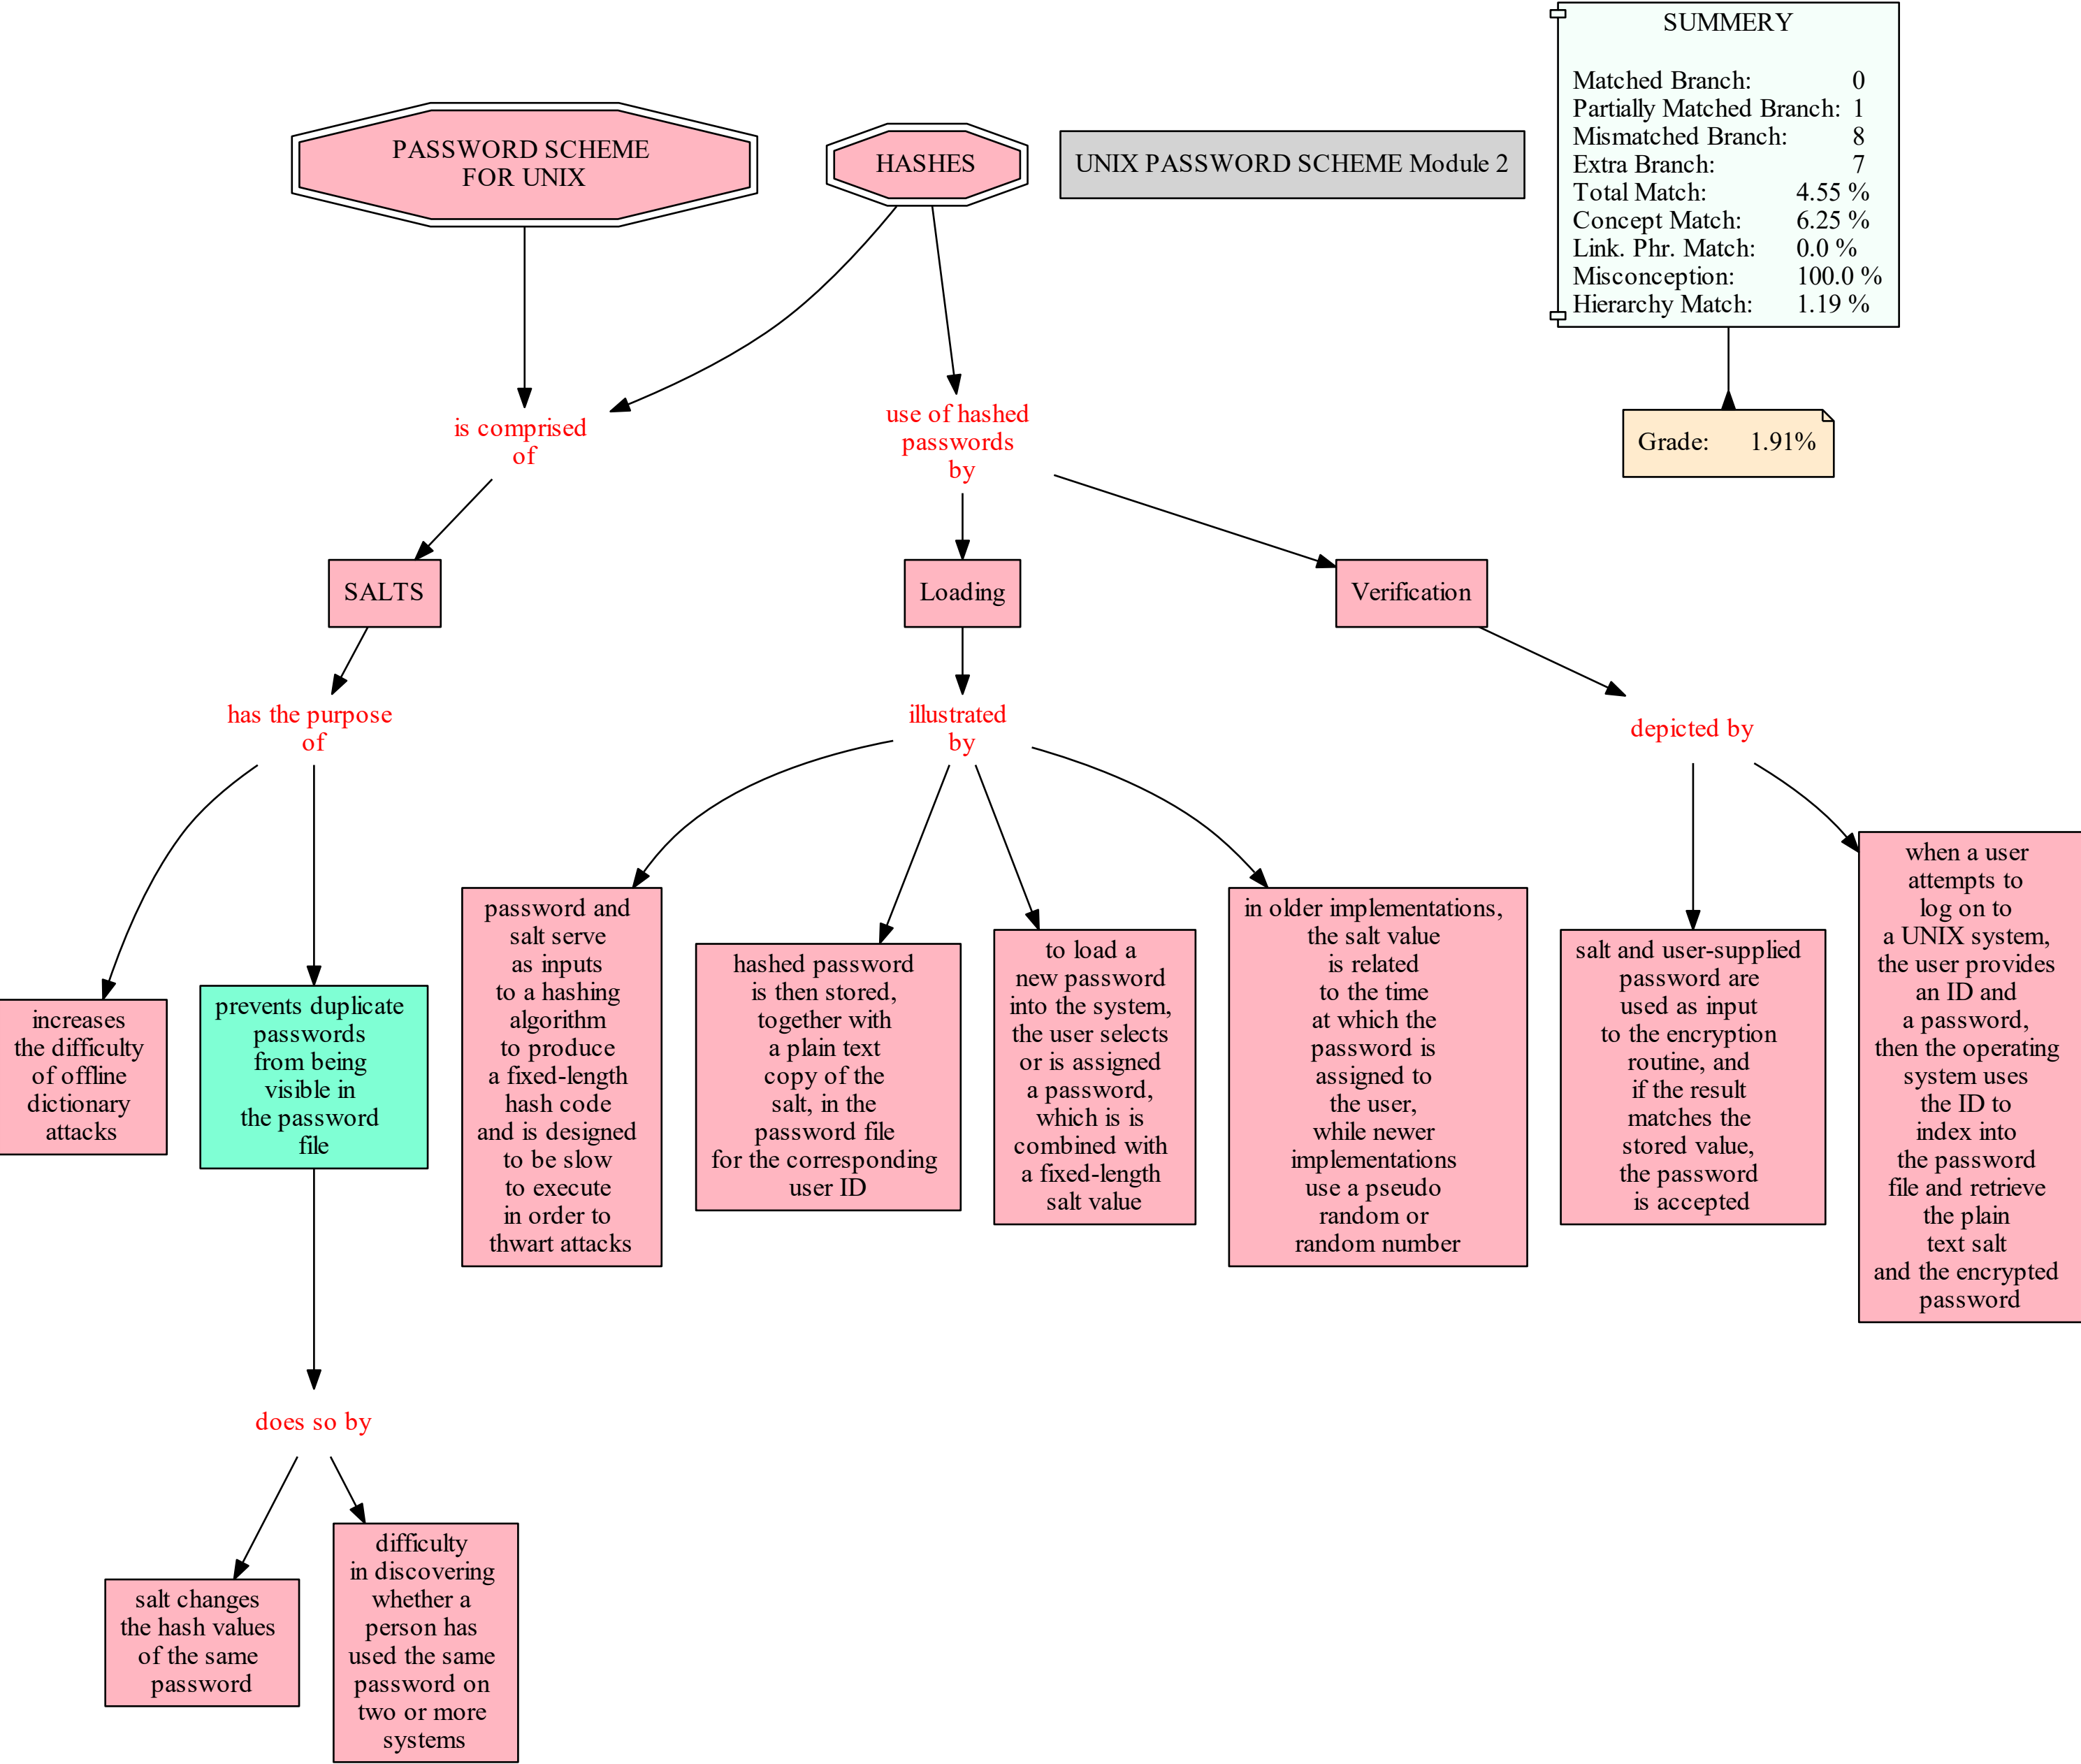 SUMMERY
Matched Branch: 0
Partially Matched Branch: 1
Mismatched Branch: 8
Extra Branch: 7
Total Match: 4.55 %
Concept Match: 6.25 %
Link. Phr. Match: 0.0 %
Misconception: 100.0 %
Hierarchy Match: 1.19 %
PASSWORD SCHEME
FOR UNIX
HASHES
UNIX PASSWORD SCHEME Module 2
Grade: 1.91%
is comprised
of
use of hashed
passwords
by
SALTS
Loading
Verification
has the purpose
of
illustrated
by
depicted by
increases
the difficulty
of offline
dictionary
attacks
prevents duplicate
passwords
from being
visible in
the password
file
password and
salt serve
as inputs
to a hashing
algorithm
to produce
a fixed-length
hash code
and is designed
to be slow
to execute
in order to
thwart attacks
hashed password
is then stored,
together with
a plain text
copy of the
salt, in the
password file
for the corresponding
user ID
to load a
new password
into the system,
the user selects
or is assigned
a password,
which is is
combined with
a fixed-length
salt value
in older implementations,
the salt value
is related
to the time
at which the
password is
assigned to
the user,
while newer
implementations
use a pseudo
random or
random number
salt and user-supplied
password are
used as input
to the encryption
routine, and
if the result
matches the
stored value,
the password
is accepted
when a user
attempts to
log on to
a UNIX system,
the user provides
an ID and
a password,
then the operating
system uses
the ID to
index into
the password
file and retrieve
the plain
text salt
and the encrypted
password
does so by
salt changes
the hash values
of the same
password
difficulty
in discovering
whether a
person has
used the same
password on
two or more
systems